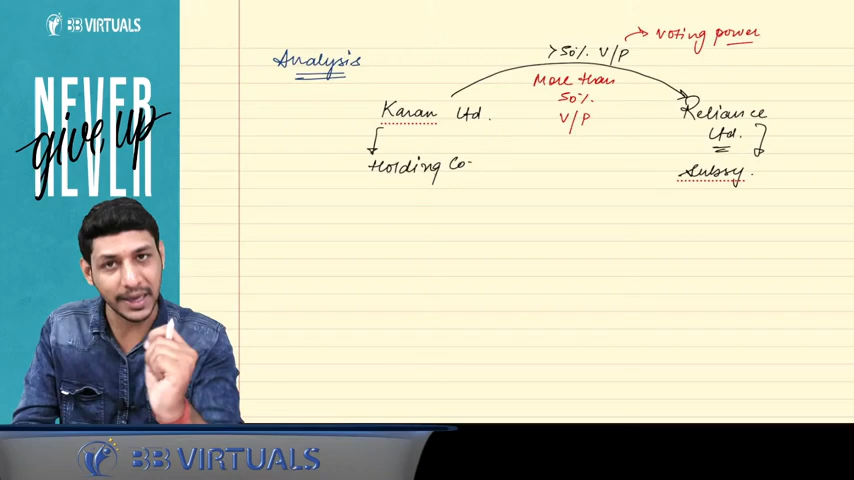 BB VIRTUALS
NEVER
give up
NEVER
Analysis
>50% V/P
Voting power
More than
50%
V/P
Karan Ltd.
Reliance
Ltd.
Holding Co.
Subsy.
BB VIRTUALS